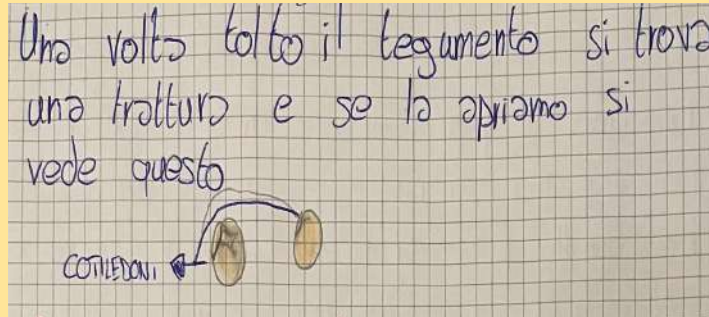 Una volta tolto il tegumento si trova
una frattura e se la apriamo si
vede questo
COTILEDONI